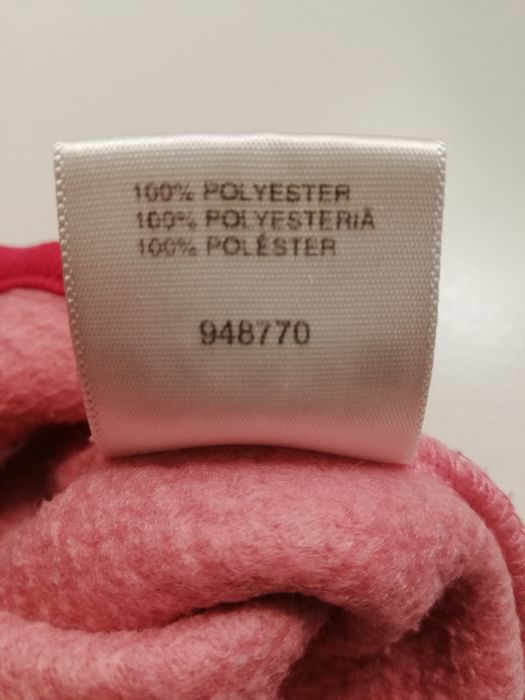 100% POLYESTER
100% POLYESTERIÄ
100% POLÉSTER
948770